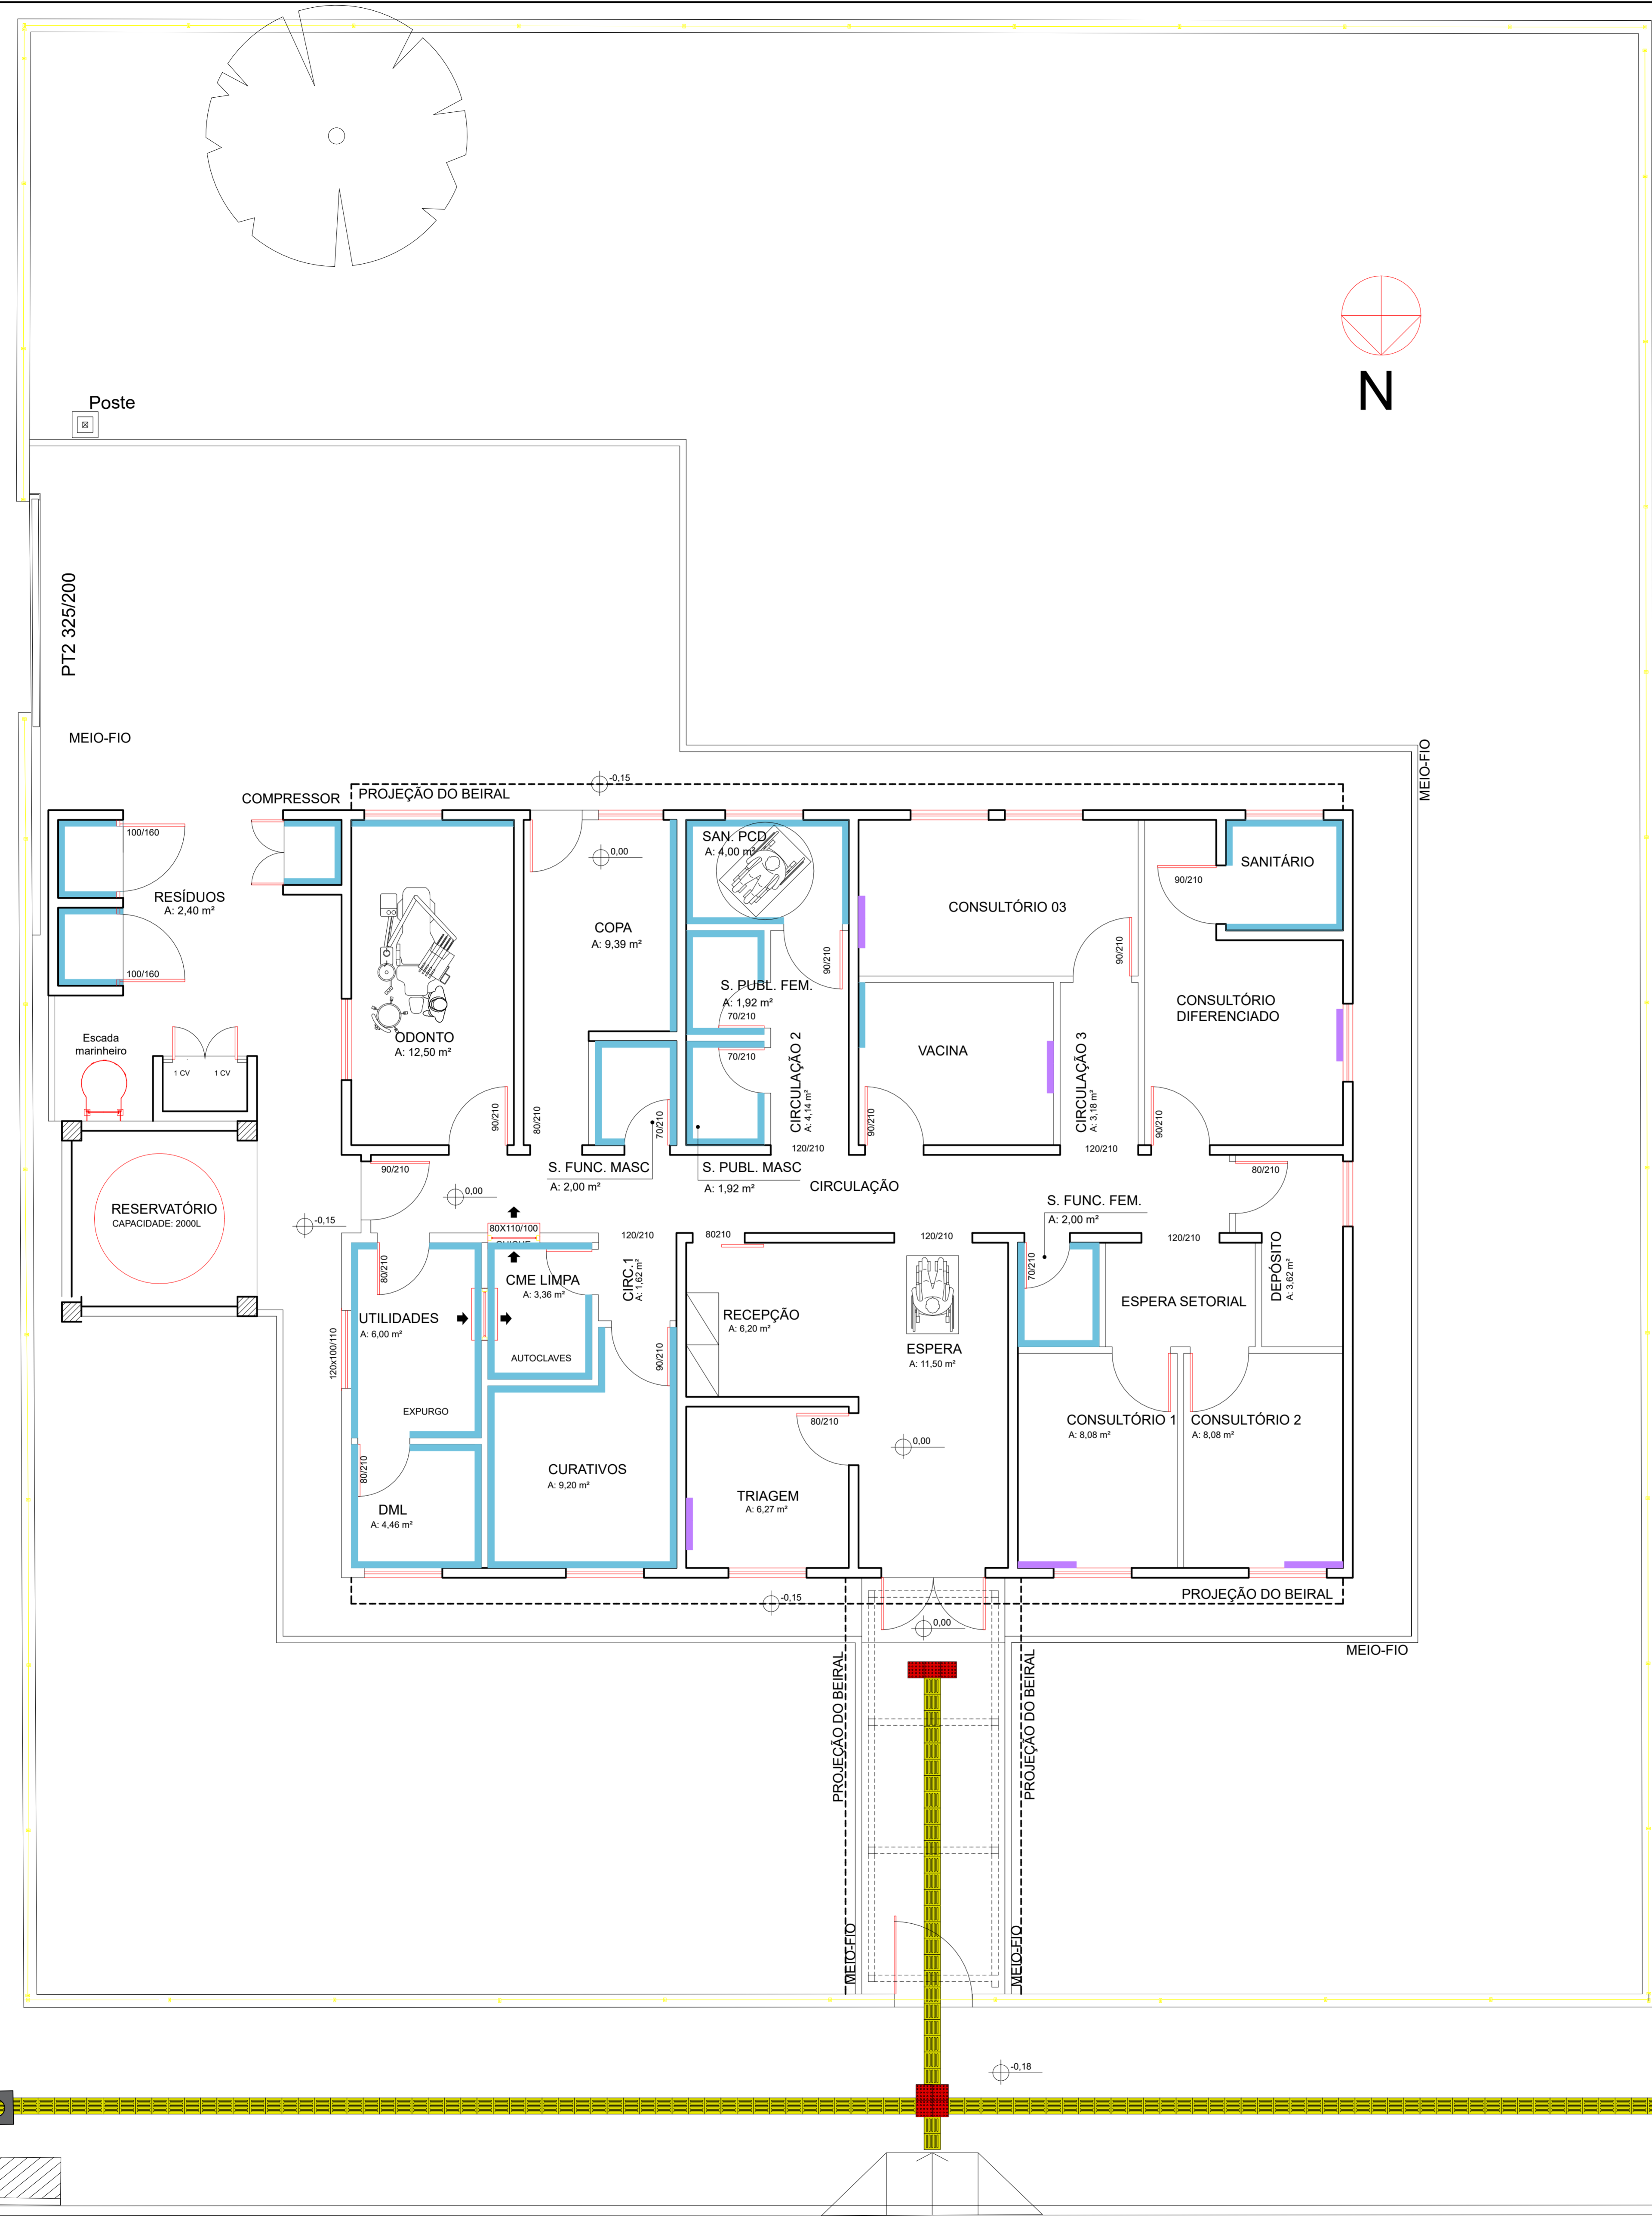 N
Poste
PT2 325/200
MEIO-FIO
MEIO-FIO
-0,15
COMPRESSOR
PROJEÇÃO DO BEIRAL
100/160
RESÍDUOS
A: 2,40 m²
100/160
0,00
COPA
A: 9,39 m²
SAN. PCD
A: 4,00 m²
90/210
CONSULTÓRIO 03
90/210
SANITÁRIO
90/210
S. PUBL. FEM.
A: 1,92 m²
70/210
70/210
CONSULTÓRIO
DIFERENCIADO
ODONTO
A: 12,50 m²
VACINA
Escada
marinheiro
1 CV
1 CV
CIRCULAÇÃO 2
A: 4,14 m²
CIRCULAÇÃO 3
A: 3,18 m²
90/210
80/210
70/210
90/210
90/210
120/210
120/210
90/210
S. FUNC. MASC
A: 2,00 m²
S. PUBL. MASC
A: 1,92 m²
CIRCULAÇÃO
80/210
0,00
-0,15
RESERVATÓRIO
CAPACIDADE: 2000L
S. FUNC. FEM.
A: 2,00 m²
80X110/100
120/210
80210
120/210
120/210
80/210
CME LIMPA
A: 3,36 m²
CIRC.1
A: 1,62 m²
70/210
DEPÓSITO
A: 3,62 m²
UTILIDADES
A: 6,00 m²
RECEPÇÃO
A: 6,20 m²
ESPERA SETORIAL
120x100/110
AUTOCLAVES
90/210
ESPERA
A: 11,50 m²
EXPURGO
80/210
CONSULTÓRIO 1
A: 8,08 m²
CONSULTÓRIO 2
A: 8,08 m²
0,00
80/210
CURATIVOS
A: 9,20 m²
TRIAGEM
A: 6,27 m²
DML
A: 4,46 m²
-0,15
PROJEÇÃO DO BEIRAL
0,00
MEIO-FIO
PROJEÇÃO DO BEIRAL
PROJEÇÃO DO BEIRAL
MEIO-FIO
MEIO-FIO
-0,18